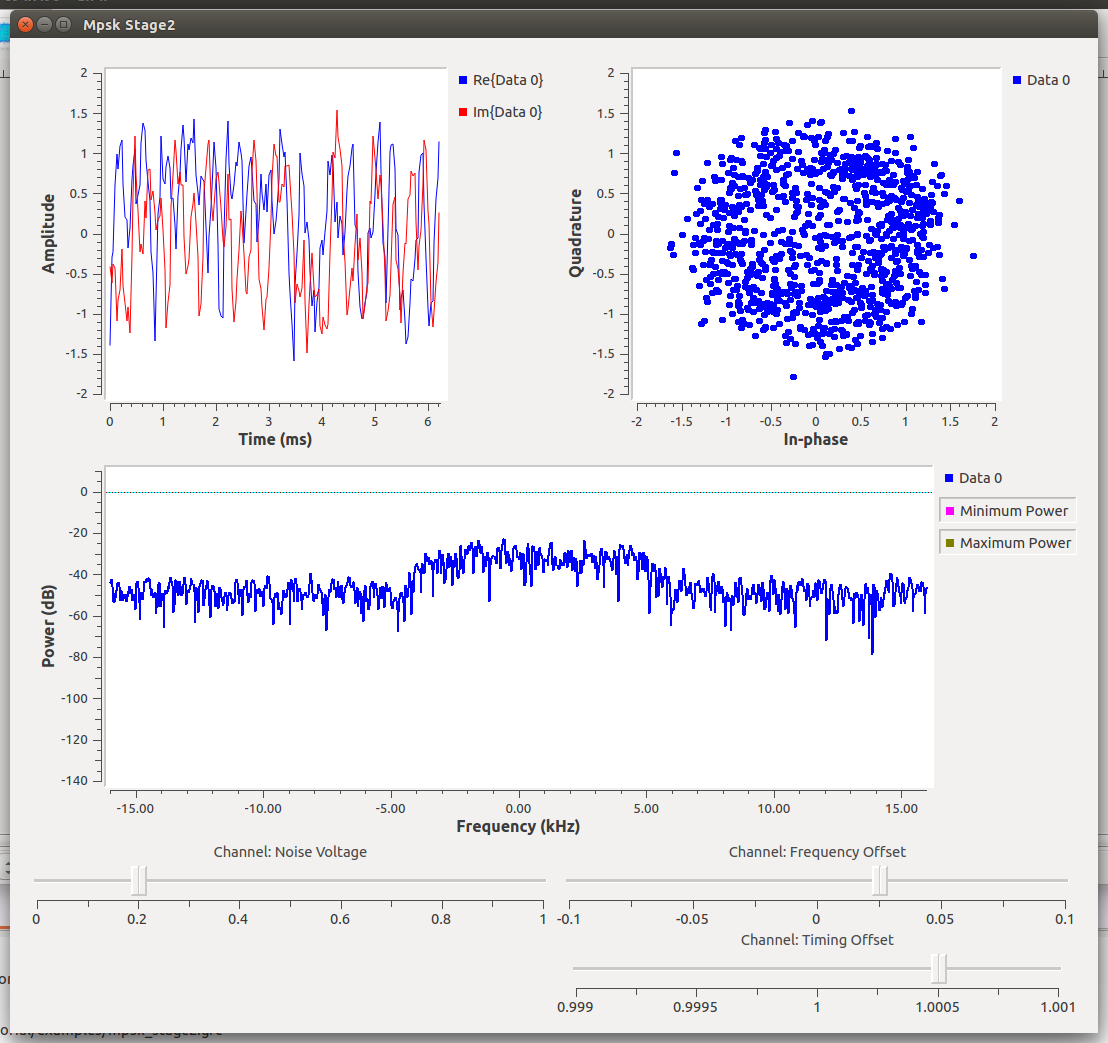 Mpsk Stage2
2
1.5
1
0.5
0
-0.5
-1
-1.5
-2
Amplitude
0 1 2 3 4 5 6
Time (ms)
Re{Data 0}
Im{Data 0}
2
1.5
1
0.5
0
-0.5
-1
-1.5
-2
Quadrature
-2 -1.5 -1 -0.5 0 0.5 1 1.5 2
In-phase
Data 0
0
-20
-40
-60
-80
-100
-120
-140
Power (dB)
-15.00 -10.00 -5.00 0.00 5.00 10.00 15.00
Frequency (kHz)
Data 0
Minimum Power
Maximum Power
Channel: Noise Voltage
0 0.2 0.4 0.6 0.8 1
Channel: Frequency Offset
-0.1 -0.05 0 0.05 0.1
Channel: Timing Offset
0.999 0.9995 1 1.0005 1.001